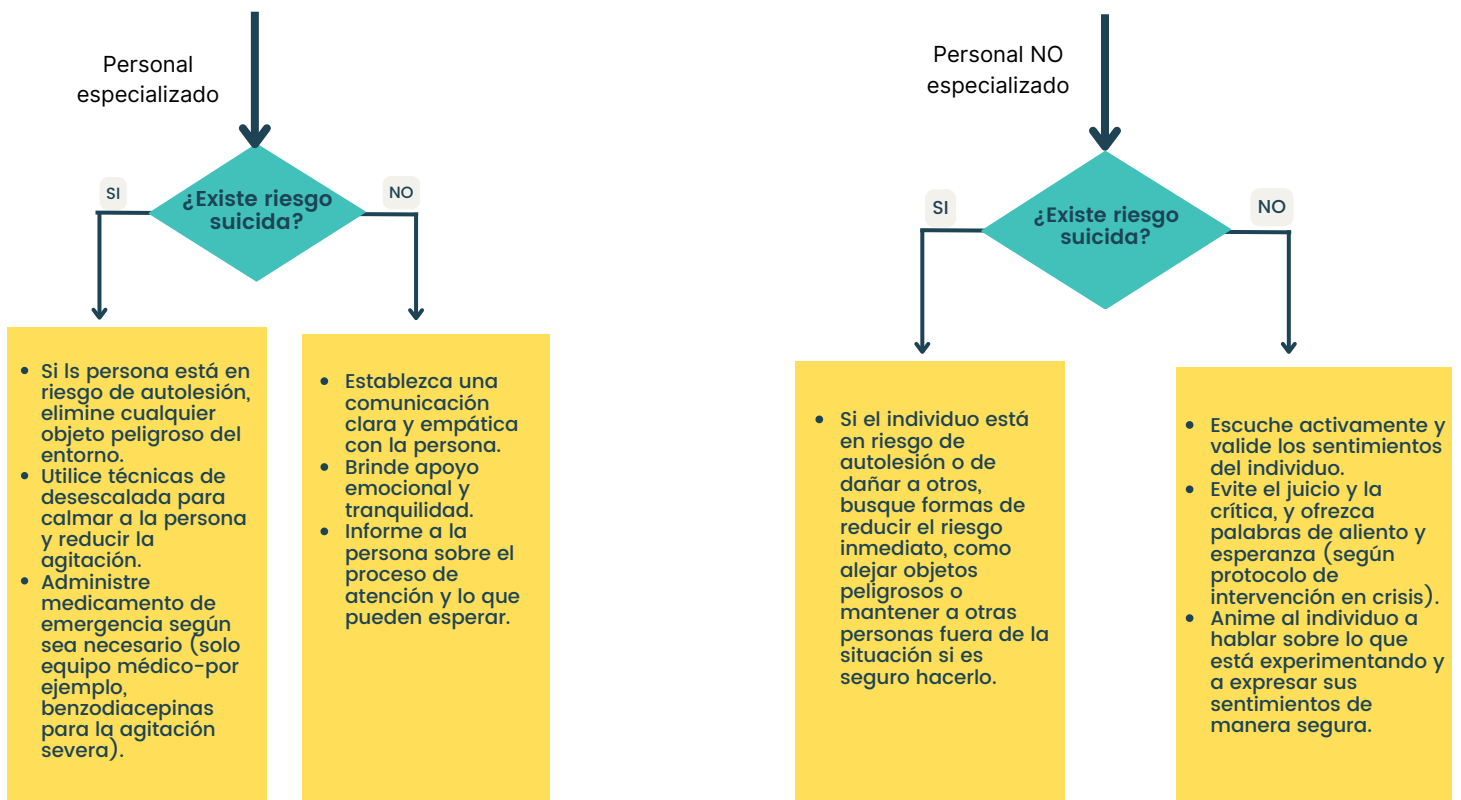 Personal
especializado
SI
¿Existe riesgo
suicida?
NO
Si ls persona está en
riesgo de autolesión,
elimine cualquier
objeto peligroso del
entorno.
Utilice técnicas de
desescalada para
calmar a la persona
y reducir la
agitación.
Administre
medicamento de
emergencia según
sea necesario (solo
equipo médico-por
ejemplo,
benzodiacepinas
para la agitación
severa).
Establezca una
comunicación
clara y empática
con la persona.
Brinde apoyo
emocional y
tranquilidad.
Informe a la
persona sobre el
proceso de
atención y lo que
pueden esperar.
Personal NO
especializado
SI
¿Existe riesgo
suicida?
NO
Si el individuo está
en riesgo de
autolesión o de
dañar a otros,
busque formas de
reducir el riesgo
inmediato, como
alejar objetos
peligrosos o
mantener a otras
personas fuera de la
situación si es
seguro hacerlo.
Escuche activamente y
valide los sentimientos
del individuo.
Evite el juicio y la
crítica, y ofrezca
palabras de aliento y
esperanza (según
protocolo de
intervención en crisis).
Anime al individuo a
hablar sobre lo que
está experimentando y
a expresar sus
sentimientos de
manera segura.